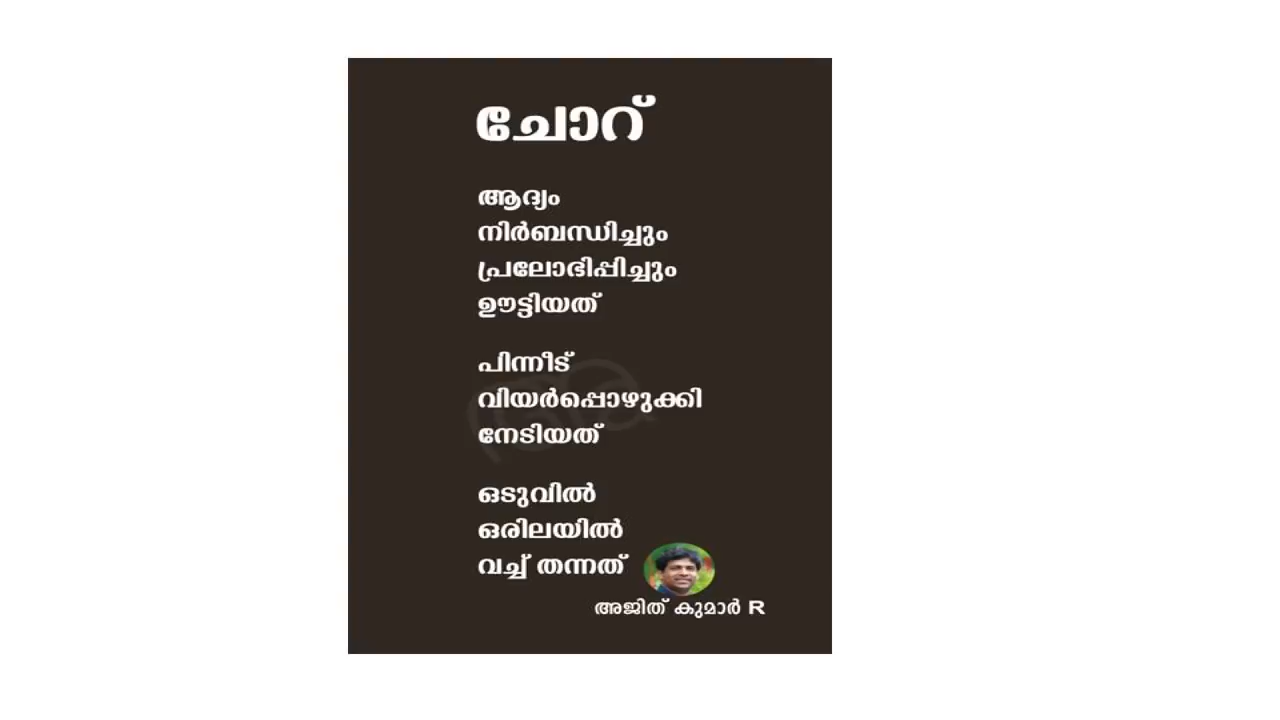 ചോറ്
ആദ്യം
നിർബന്ധിച്ചും
പ്രലോഭിപ്പിച്ചും
ഊട്ടിയത്
പിന്നീട്
വിയർപ്പൊഴുക്കി
നേടിയത്
ഒടുവിൽ
ഒരിലയിൽ
വച്ച് തന്നത്
അജിത് കുമാർ R